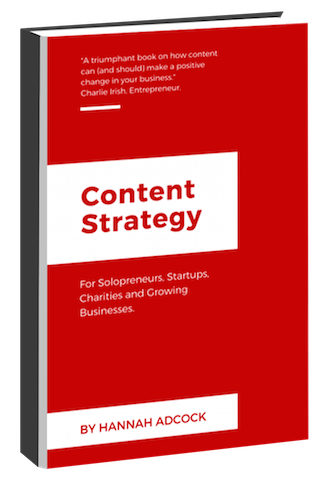 "A triumphant book on how content
can (and should) make a positive
change in your business."
Charlie Irish, Entrepreneur.
Content
Strategy
For Solopreneurs, Startups,
Charities and Growing
Businesses.
BY HANNAH ADCOCK